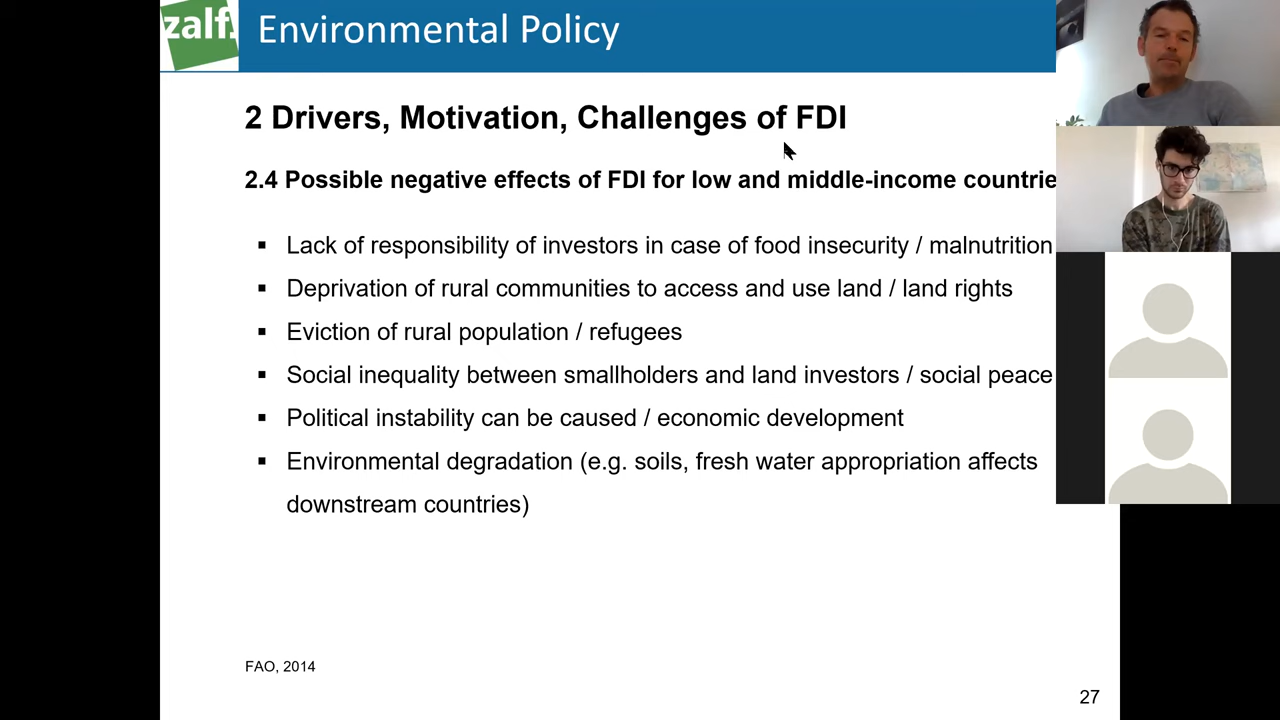 zalf.
Environmental Policy
2 Drivers, Motivation, Challenges of FDI
2.4 Possible negative effects of FDI for low and middle-income countrie
▪ Lack of responsibility of investors in case of food insecurity / malnutrition
▪ Deprivation of rural communities to access and use land / land rights
▪ Eviction of rural population / refugees
▪ Social inequality between smallholders and land investors / social peace
▪ Political instability can be caused / economic development
▪ Environmental degradation (e.g. soils, fresh water appropriation affects
downstream countries)
FAO, 2014
27